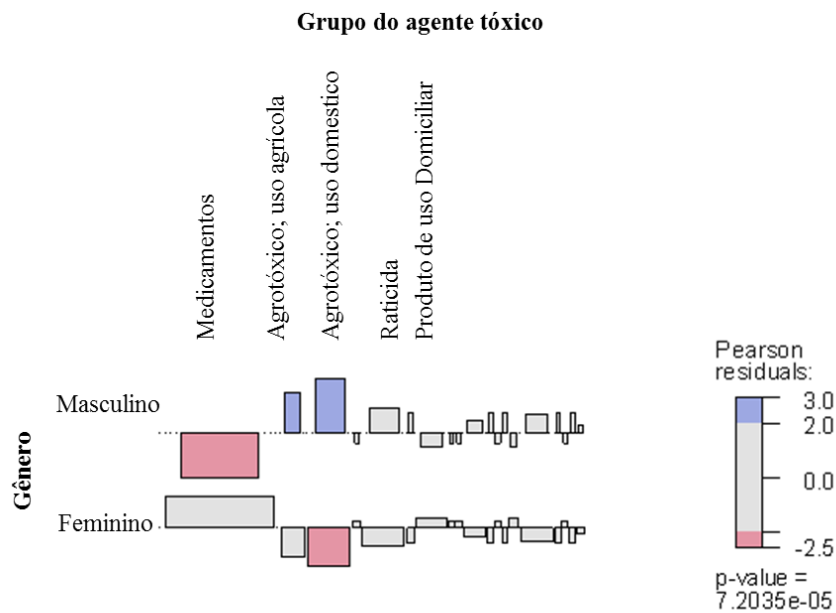 Grupo do agente tóxico
Medicamentos
Agrotóxico; uso agrícola
Agrotóxico; uso domestico
Raticida
Produto de uso Domiciliar
Gênero
Masculino
Feminino
Pearson
residuals:
3.0
2.0
0.0
-2.5
p-value =
7.2035e-05